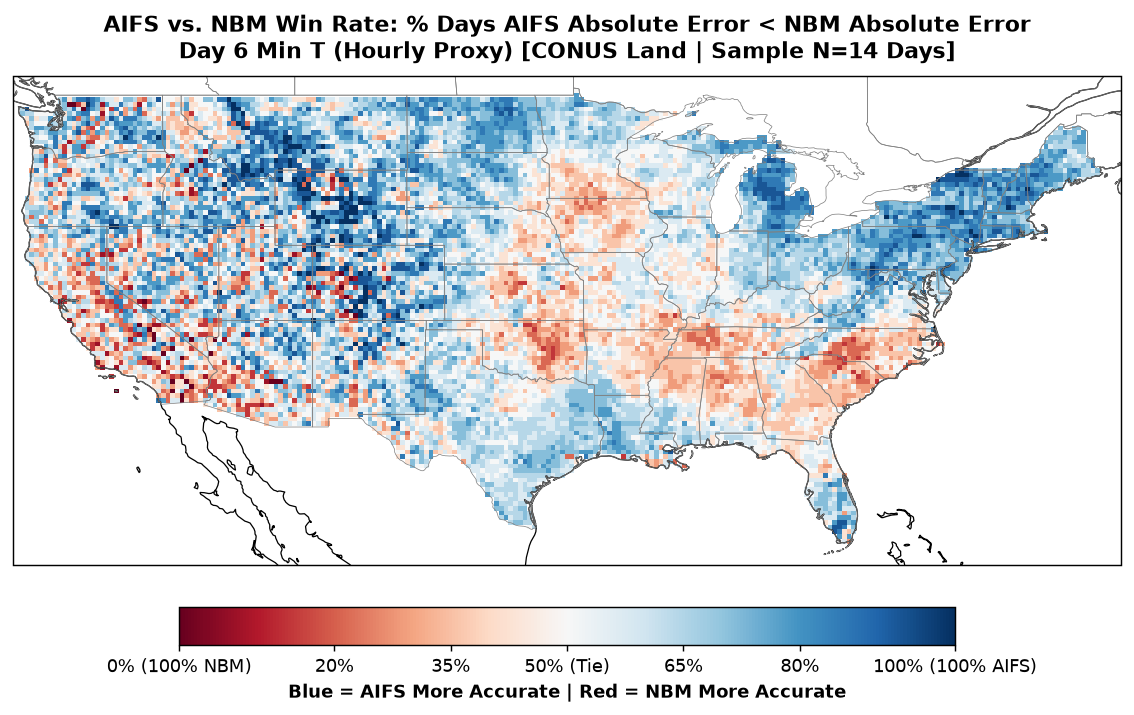 AIFS vs. NBM Win Rate: % Days AIFS Absolute Error < NBM Absolute Error
Day 6 Min T (Hourly Proxy) [CONUS Land | Sample N=14 Days]
0% (100% NBM) 20% 35% 50% (Tie) 65% 80% 100% (100% AIFS)
Blue = AIFS More Accurate | Red = NBM More Accurate